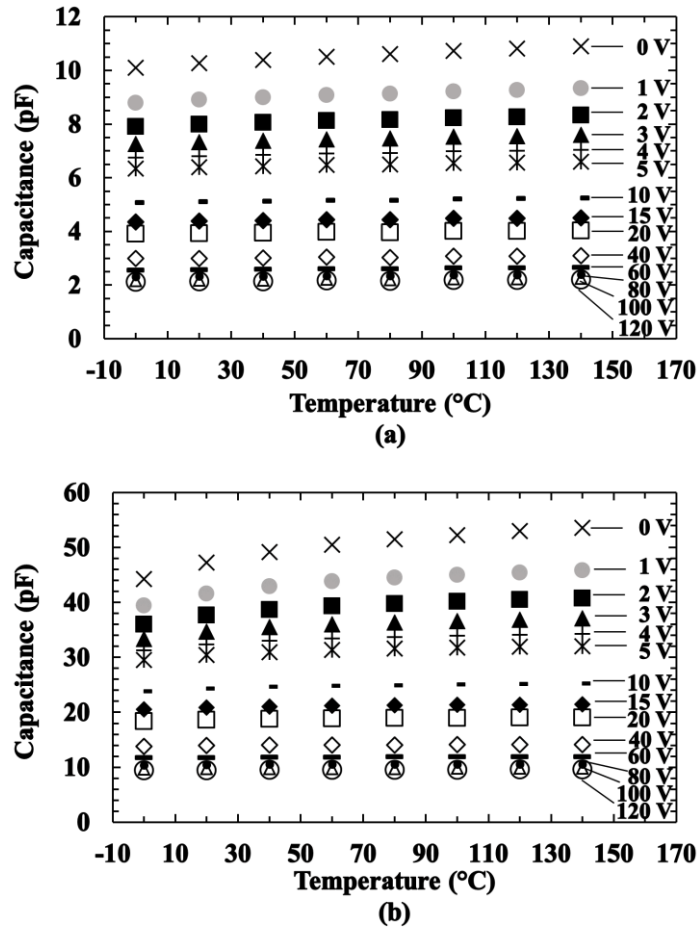 12
10
8
6
4
2
0
Capacitance (pF)
0 V
1 V
2 V
3 V
4 V
5 V
10 V
15 V
20 V
40 V
60 V
80 V
100 V
120 V
-10 10 30 50 70 90 110 130 150 170
Temperature (°C)
(a)
60
50
40
30
20
10
0
Capacitance (pF)
0 V
1 V
2 V
3 V
4 V
5 V
10 V
15 V
20 V
40 V
60 V
80 V
100 V
120 V
-10 10 30 50 70 90 110 130 150 170
Temperature (°C)
(b)